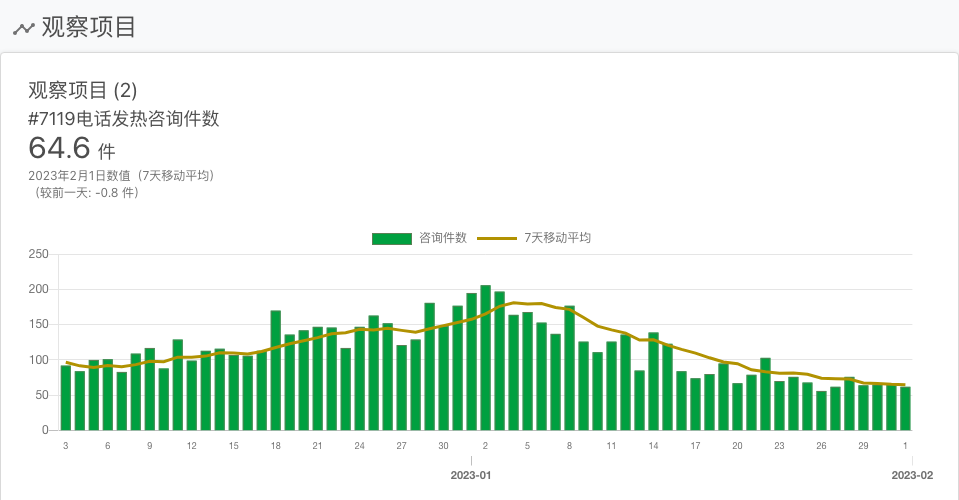 观察项目
观察项目 (2)
#7119电话发热咨询件数
64.6 件
2023年2月1日数值（7天移动平均）
（较前一天: -0.8 件）
咨询件数 7天移动平均
250
200
150
100
50
0
3 6 9 12 15 18 21 24 27 30 2 5 8 11 14 17 20 23 26 29 1
2023-01 2023-02